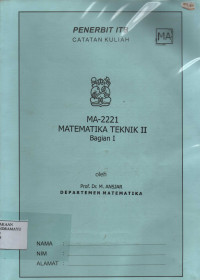 PENERBIT ITB
CATATAN KULIAH
MA
MA-2221
MATEMATIKA TEKNIK II
Bagian I
oleh
Prof. Dr. M. ANSJAR
DEPARTEMEN MATEMATIKA
NAMA :
NIM :
ALAMAT :